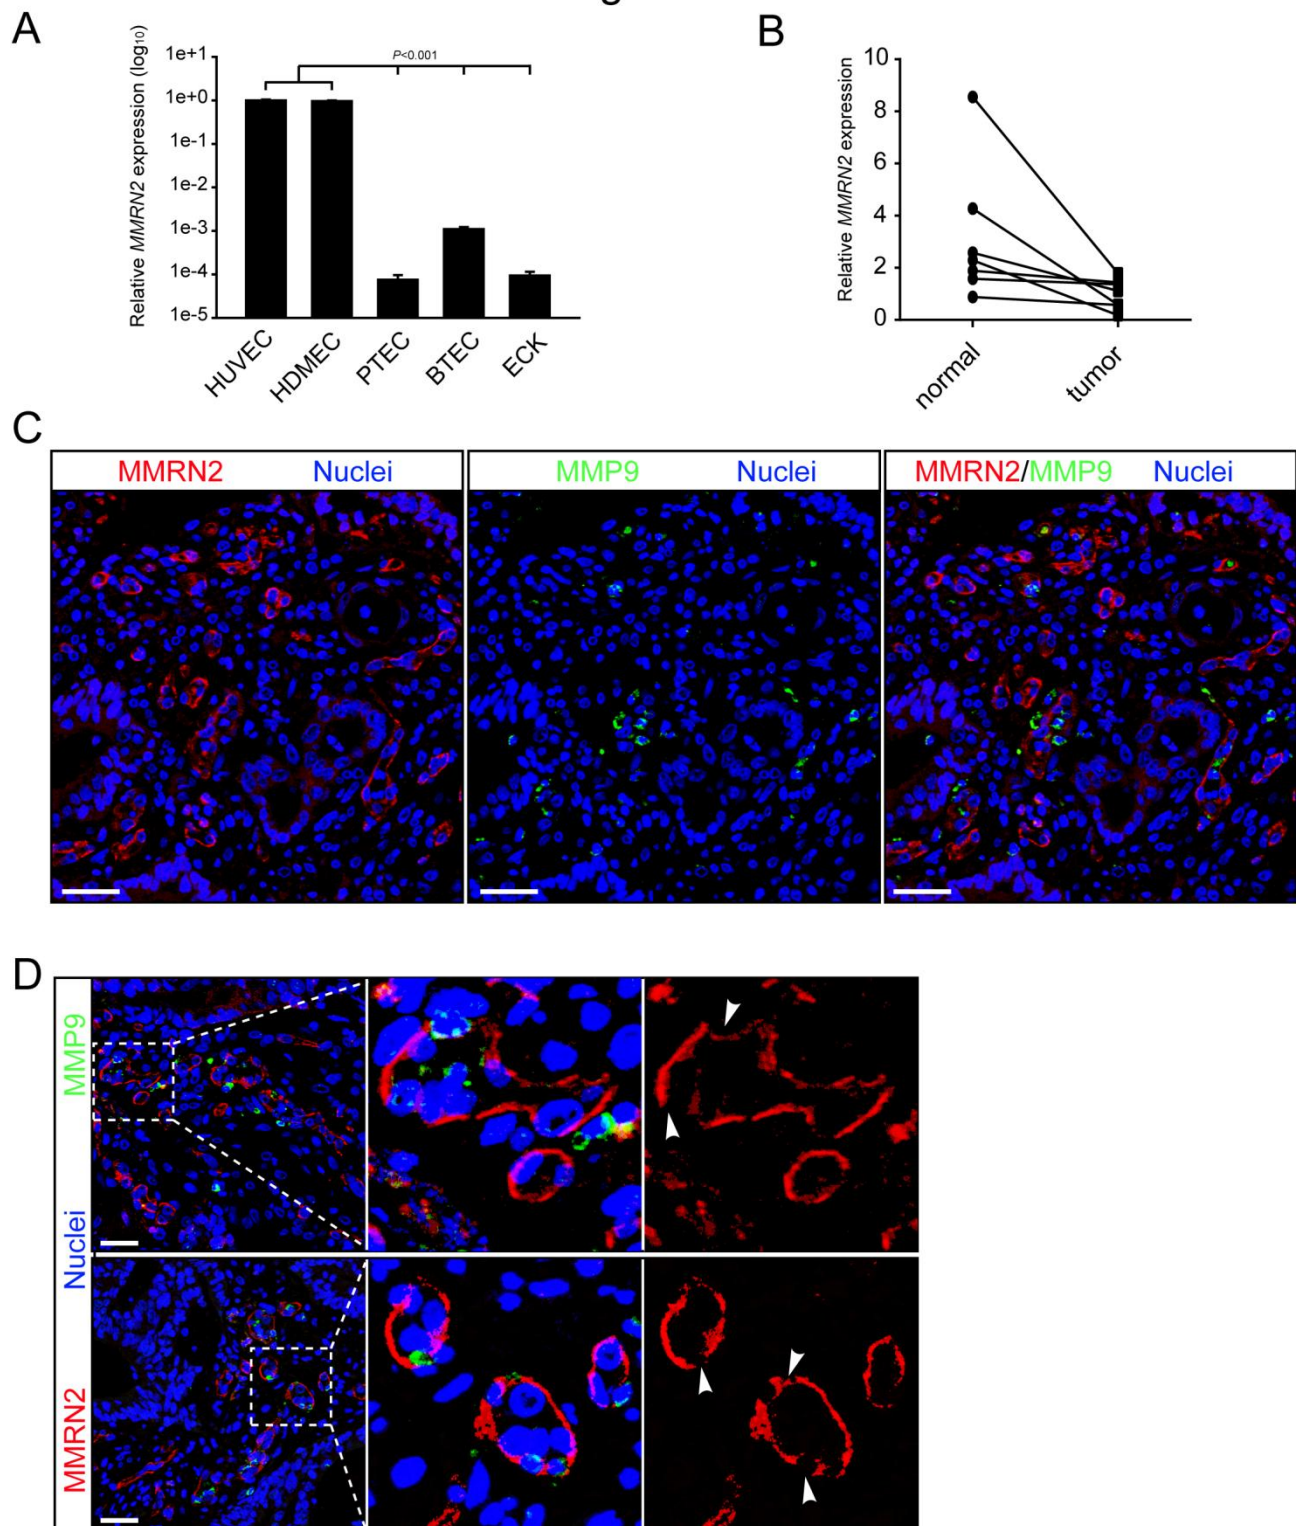 g
A
Relative MMRN2 expression (log₁₀)
1e+1
1e+0
1e-1
1e-2
1e-3
1e-4
1e-5
P<0.001
HUVEC
HDMEC
PTEC
BTEC
ECK
B
Relative MMRN2 expression
10
8
6
4
2
0
normal
tumor
C
MMRN2 Nuclei
MMP9 Nuclei
MMRN2/MMP9 Nuclei
D
MMP9
Nuclei
MMRN2